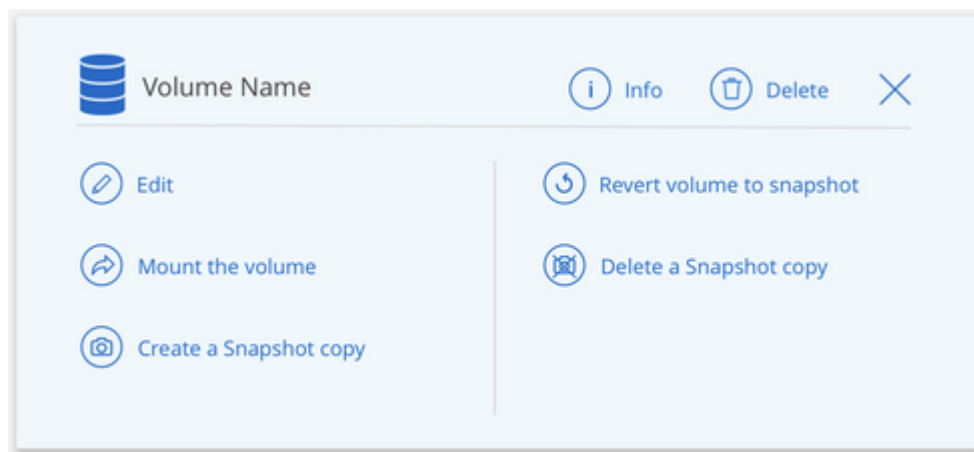 Volume Name
Info
Delete
Edit
Mount the volume
Create a Snapshot copy
Revert volume to snapshot
Delete a Snapshot copy